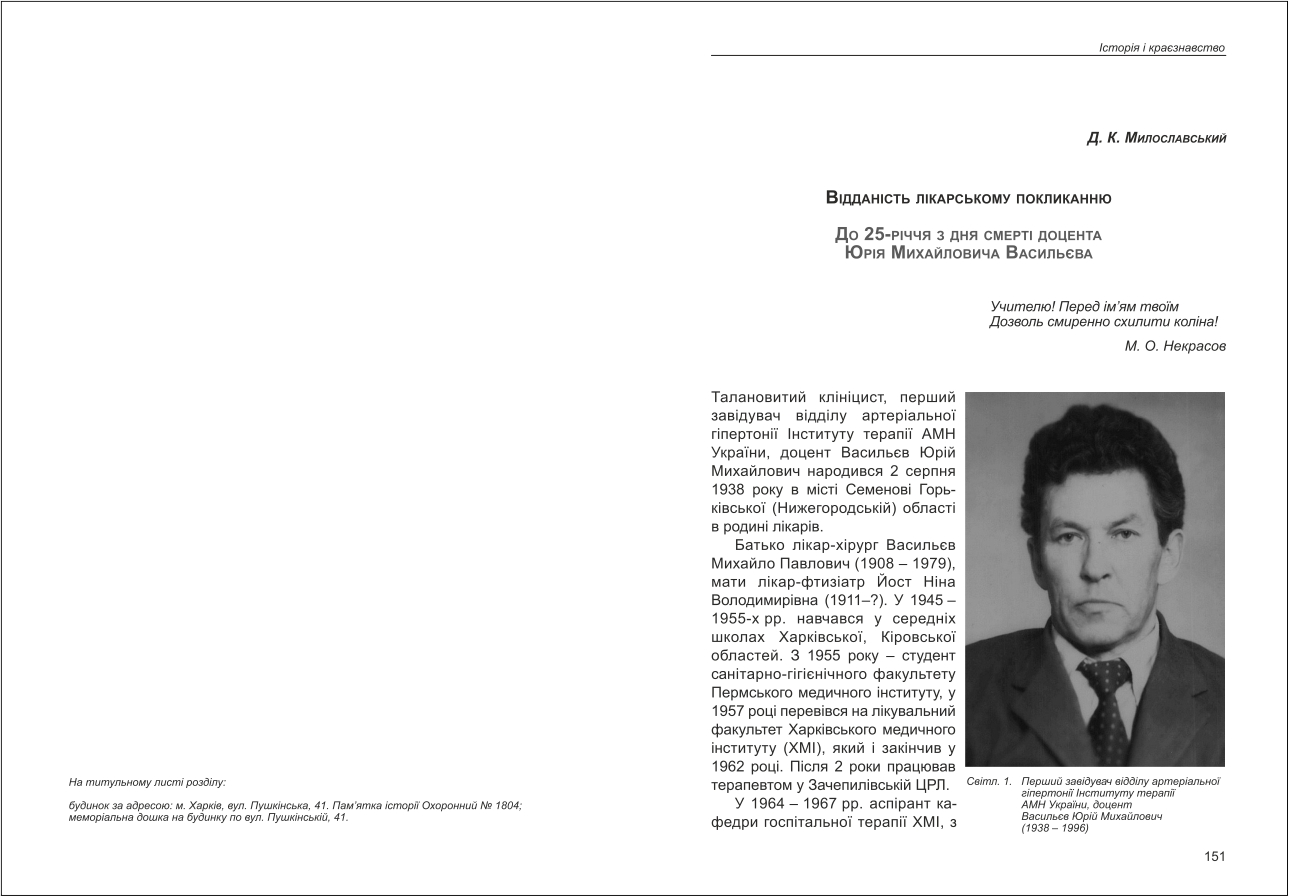 На титульному листі розділу:
будинок за адресою: м. Харків, вул. Пушкінська, 41. Пам’ятка історії Охоронний № 1804;
меморіальна дошка на будинку по вул. Пушкінській, 41.
Історія і краєзнавство
Д. К. Милославський
Відданість лікарському покликанню
До 25-річчя з дня смерті доцента
Юрія Михайловича Васильєва
Учителю! Перед ім’ям твоїм
Дозволь смиренно схилити коліна!
М. О. Некрасов
Талановитий клініцист, перший
завідувач відділу артеріальної
гіпертонії Інституту терапії АМН
України, доцент Васильєв Юрій
Михайлович народився 2 серпня
1938 року в місті Семенові Горь-
ківської (Нижегородській) області
в родині лікарів.
Батько лікар-хірург Васильєв
Михайло Павлович (1908 – 1979),
мати лікар-фтизіатр Йост Ніна
Володимирівна (1911–?). У 1945 –
1955-х рр. навчався у середніх
школах Харківської, Кіровської
областей. З 1955 року – студент
санітарно-гігієнічного факультету
Пермського медичного інституту, у
1957 році перевівся на лікувальний
факультет Харківського медичного
інституту (ХМІ), який і закінчив у
1962 році. Після 2 роки працював
терапевтом у Зачепилівській ЦРЛ.
У 1964 – 1967 рр. аспірант ка-
федри госпітальної терапії ХМІ, з
Світл. 1. Перший завідувач відділу артеріальної
гіпертонії Інституту терапії
АМН України, доцент
Васильєв Юрій Михайлович
(1938 – 1996)
151